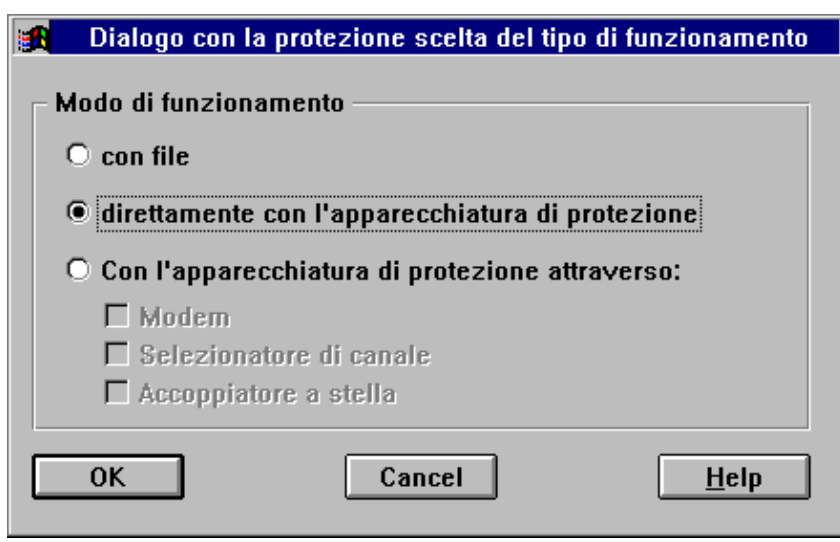 Dialogo con la protezione scelta del tipo di funzionamento
Modo di funzionamento
con file
direttamente con l'apparecchiatura di protezione
Con l'apparecchiatura di protezione attraverso:
Modem
Selezionatore di canale
Accoppiatore a stella
OK Cancel Help